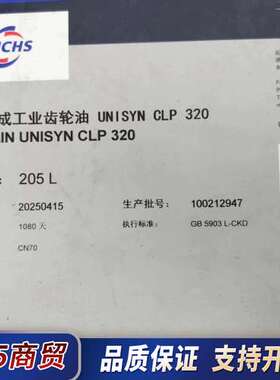 UCHS
成工业齿轮油 UNISYN CLP 320
IN UNISYN CLP 320
: 205 L
20250415 生产批号: 100212947
1080 天 执行标准: GB 5903 L-CKD
CN70
5商品保证 支持开